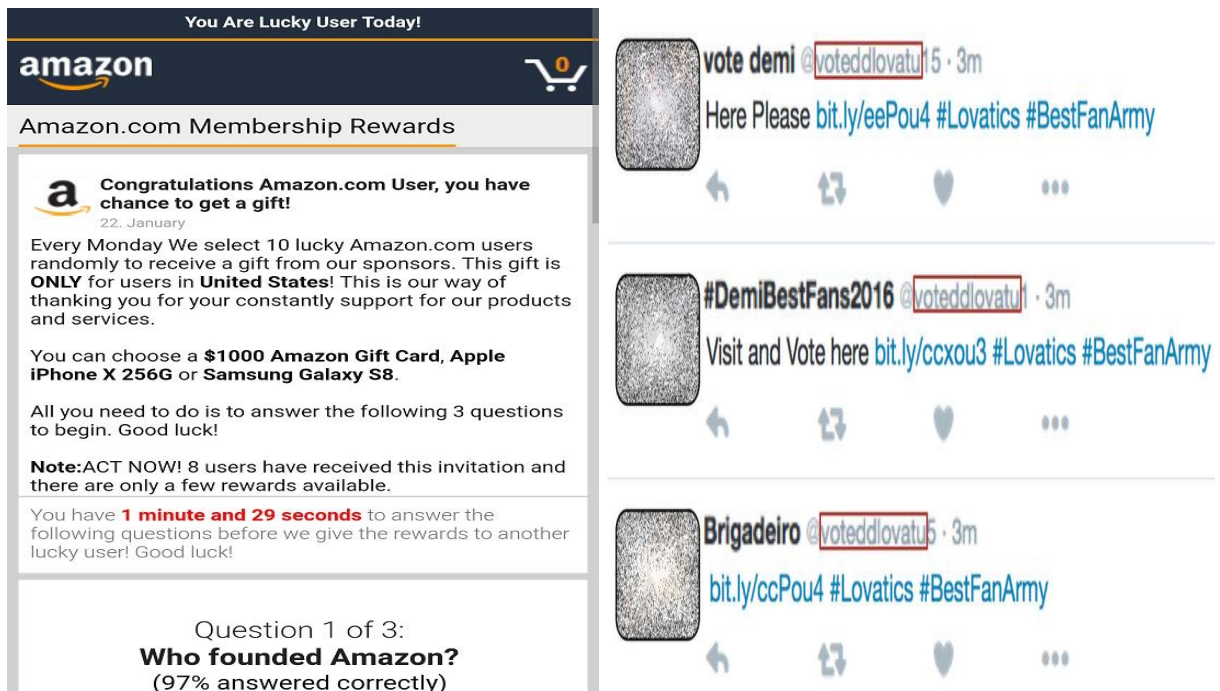 You Are Lucky User Today!
amazon
0
Amazon.com Membership Rewards
a
Congratulations Amazon.com User, you have
chance to get a gift!
22. January
Every Monday We select 10 lucky Amazon.com users
randomly to receive a gift from our sponsors. This gift is
ONLY for users in United States! This is our way of
thanking you for your constantly support for our products
and services.
You can choose a $1000 Amazon Gift Card, Apple
iPhone X 256G or Samsung Galaxy S8.
All you need to do is to answer the following 3 questions
to begin. Good luck!
Note:ACT NOW! 8 users have received this invitation and
there are only a few rewards available.
You have 1 minute and 29 seconds to answer the
following questions before we give the rewards to another
lucky user! Good luck!
Question 1 of 3:
Who founded Amazon?
(97% answered correctly)
vote demi @voteddlovatu15 · 3m
Here Please bit.ly/eePou4 #Lovatics #BestFanArmy
#DemiBestFans2016 @voteddlovatu1 · 3m
Visit and Vote here bit.ly/ccxou3 #Lovatics #BestFanArmy
Brigadeiro @voteddlovatu5 · 3m
bit.ly/ccPou4 #Lovatics #BestFanArmy